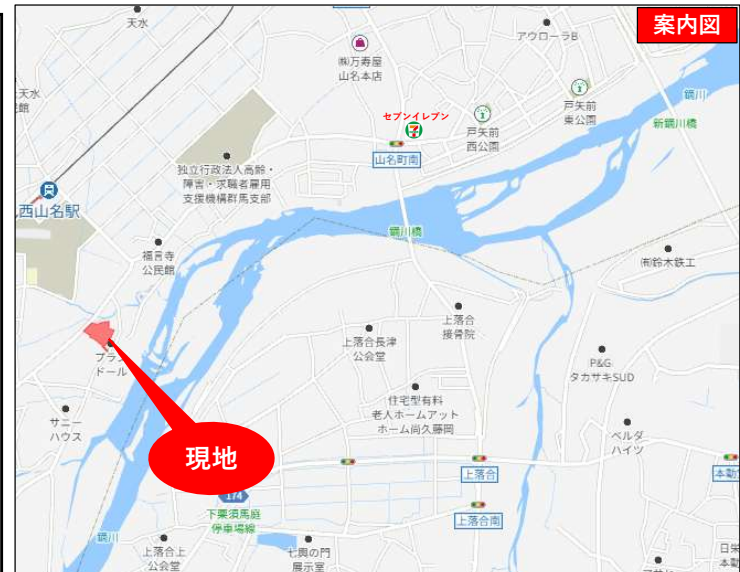 案内図
天水
アウローラB
㈱万寿屋
山名本店
天水
館
セブンイレブン
戸矢前
西公園
戸矢前
東公園
鏑川
新鏑川橋
山名町南
独立行政法人高齢・
障害・求職者雇用
支援機構群馬支部
西山名駅
鏑川橋
福言寺
公民館
㈲鈴木鉄工
上落合
接骨院
上落合長津
公会堂
プラン
ドール
P&G
タカサキSUD
住宅型有料
老人ホームアット
ホーム尚久藤岡
サニー
ハウス
ベルダ
ハイツ
現地
上落合
本動
174
下栗須馬庭
停車場線
上落合南
鏑川
上落合上
公会堂
七輿の門
展示室
日栄
本動